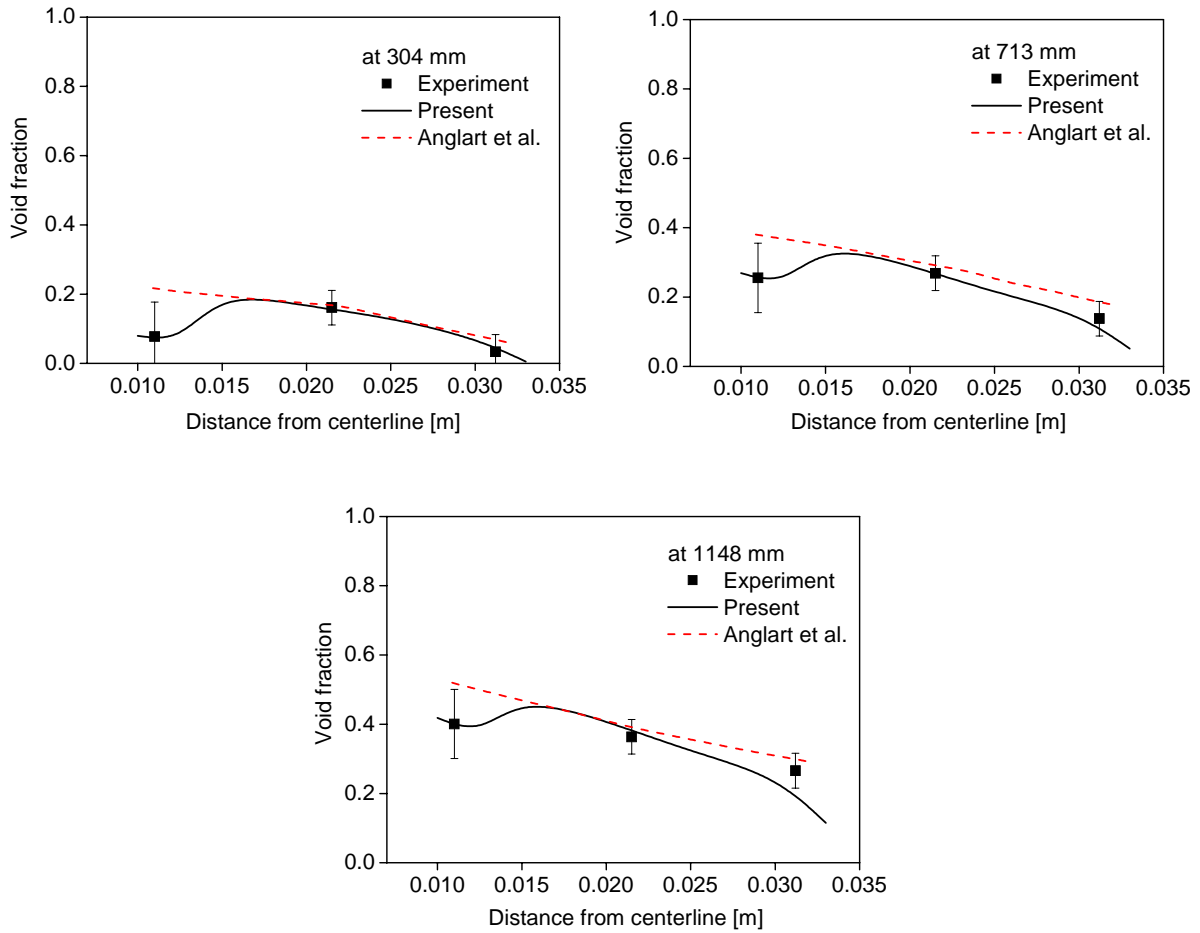 1.0
0.8
0.6
0.4
0.2
0.0
Void fraction
at 304 mm
Experiment
Present
Anglart et al.
0.010 0.015 0.020 0.025 0.030 0.035
Distance from centerline [m]
1.0
0.8
0.6
0.4
0.2
0.0
Void fraction
at 713 mm
Experiment
Present
Anglart et al.
0.010 0.015 0.020 0.025 0.030 0.035
Distance from centerline [m]
1.0
0.8
0.6
0.4
0.2
0.0
Void fraction
at 1148 mm
Experiment
Present
Anglart et al.
0.010 0.015 0.020 0.025 0.030 0.035
Distance from centerline [m]